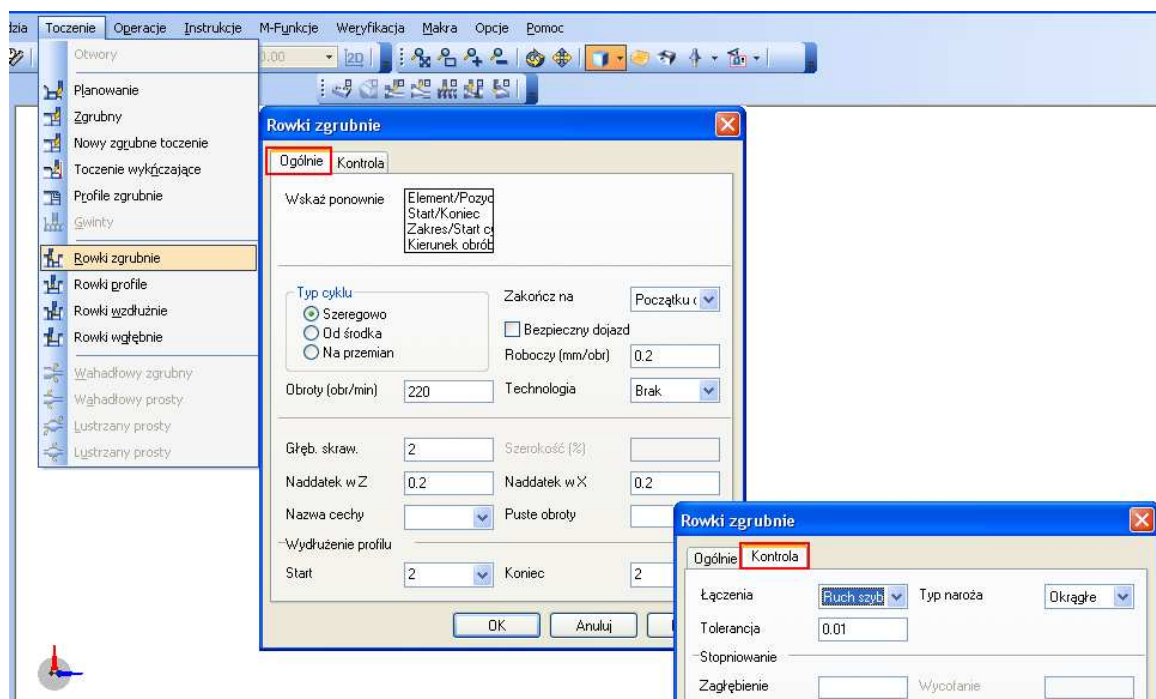 dzia Toczenie Operacje Instrukcje M-Funkcje Weryfikacja Makra Opcje Pomoc
Otwory
Planowanie
Zgrubny
Nowy zgrubne toczenie
Toczenie wykńczające
Profile zgrubnie
Gwinty
Rowki zgrubnie
Rowki profile
Rowki wzdłużnie
Rowki wgłębnie
Wahadłowy zgrubny
Wahadłowy prosty
Lustrzany prosty
Lustrzany prosty
0.00 2D
Rowki zgrubnie
Ogólnie Kontrola
Wskaż ponownie
Element/Pozyc
Start/Koniec
Zakres/Start cy
Kierunek obrób
Typ cyklu
Szeregowo
Od środka
Na przemian
Zakończ na Początku c
Bezpieczny dojazd
Roboczy (mm/obr) 0.2
Obroty (obr/min) 220 Technologia Brak
Głęb. skraw. 2 Szerokość (%)
Naddatek w Z 0.2 Naddatek w X 0.2
Nazwa cechy Puste obroty
Wydłużenie profilu
Start 2 Koniec 2
OK Anuluj
Rowki zgrubnie
Ogólnie Kontrola
Łączenia Ruch szyb Typ naroża Okrągłe
Tolerancja 0.01
Stopniowanie
Zagłębienie Wycofanie